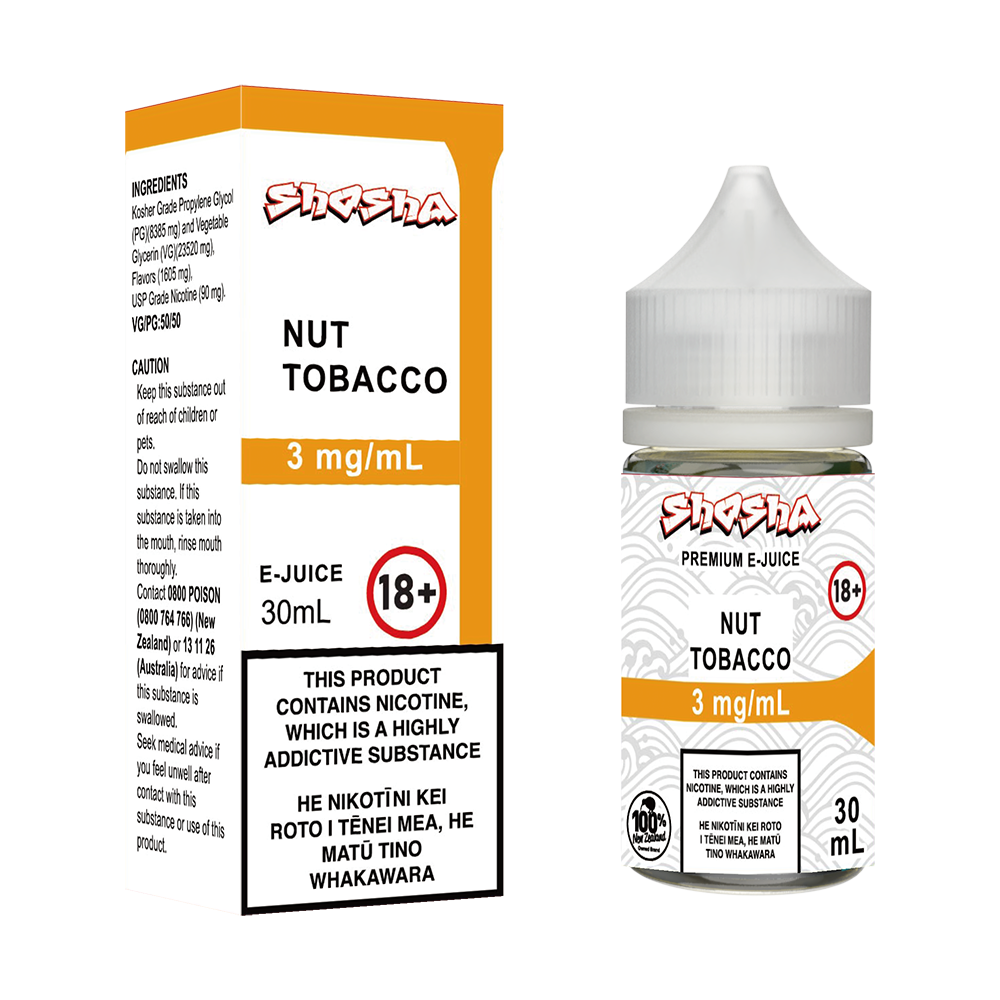 INGREDIENTS
Kosher Grade Propylene Glycol
(PG)(8385 mg) and Vegetable
Glycerin (VG)(23520 mg),
Flavors (1605 mg),
USP Grade Nicotine (90 mg).
VG/PG:50/50
CAUTION
Keep this substance out
of reach of children or
pets.
Do not swallow this
substance. If this
substance is taken into
the mouth, rinse mouth
thoroughly.
Contact 0800 POISON
(0800 764 766) (New
Zealand) or 13 11 26
(Australia) for advice if
this substance is
swallowed.
Seek medical advice if
you feel unwell after
contact with this
substance or use of this
product.
Shosha
NUT
TOBACCO
3 mg/mL
E-JUICE
30mL
18+
THIS PRODUCT
CONTAINS NICOTINE,
WHICH IS A HIGHLY
ADDICTIVE SUBSTANCE
HE NIKOTĪNI KEI
ROTO I TĒNEI MEA, HE
MATŪ TINO
WHAKAWARA
Shosha
PREMIUM E-JUICE
18+
NUT
TOBACCO
3 mg/mL
THIS PRODUCT CONTAINS
NICOTINE, WHICH IS A HIGHLY
ADDICTIVE SUBSTANCE
HE NIKOTĪNI KEI ROTO
I TĒNEI MEA, HE MATŪ
TINO WHAKAWARA
100%
New Zealand
Owned Brand
30
mL